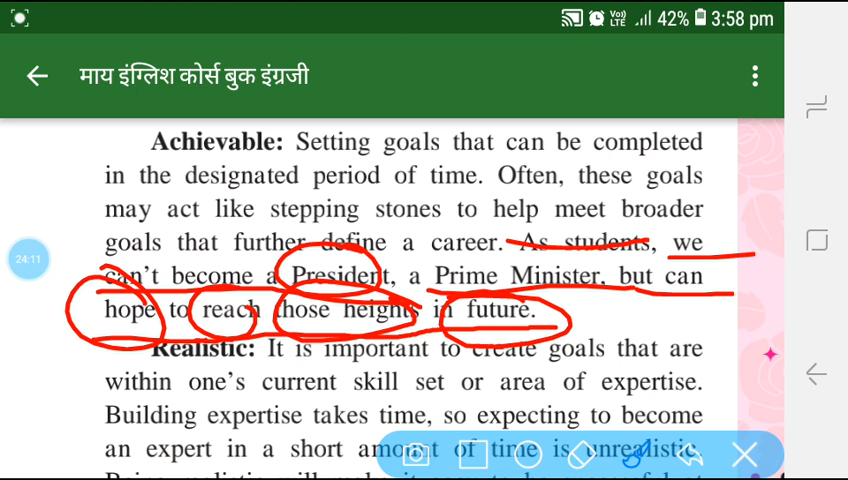 Vo) LTE 42% 3:58 pm
माय इंग्लिश कोर्स बुक इंग्रजी
Achievable: Setting goals that can be completed
in the designated period of time. Often, these goals
may act like stepping stones to help meet broader
goals that further define a career. As students, we
can't become a President, a Prime Minister, but can
hope to reach those heights in future.
24:11
Realistic: It is important to create goals that are
within one's current skill set or area of expertise.
Building expertise takes time, so expecting to become
an expert in a short amount of time is unrealistic.